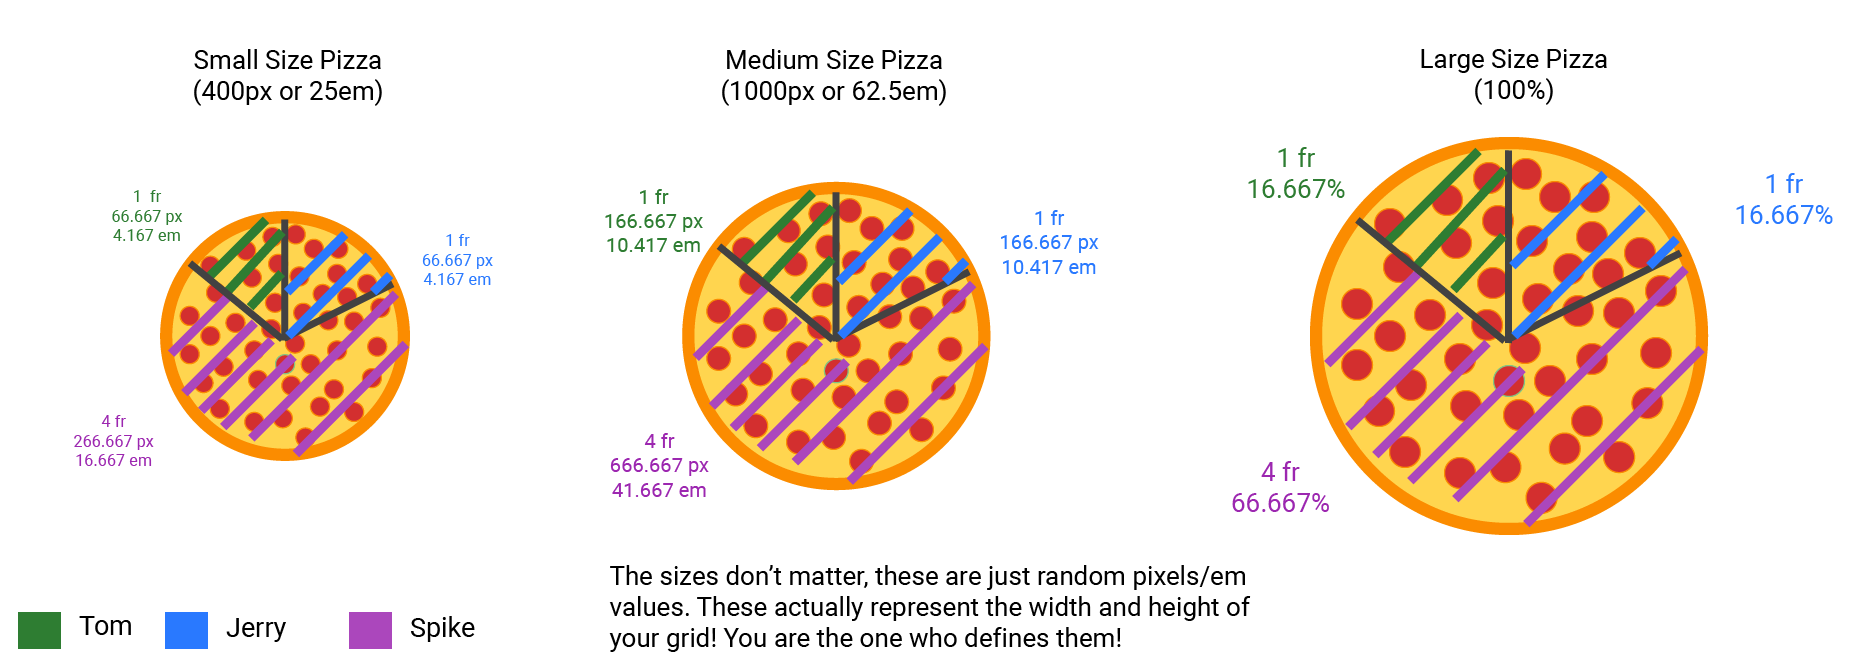 Small Size Pizza
(400px or 25em)
1 fr
66.667 px
4.167 em
1 fr
66.667 px
4.167 em
4 fr
266.667 px
16.667 em
Medium Size Pizza
(1000px or 62.5em)
1 fr
166.667 px
10.417 em
1 fr
166.667 px
10.417 em
4 fr
666.667 px
41.667 em
Large Size Pizza
(100%)
1 fr
16.667%
1 fr
16.667%
4 fr
66.667%
The sizes don’t matter, these are just random pixels/em
values. These actually represent the width and height of
your grid! You are the one who defines them!
Tom
Jerry
Spike